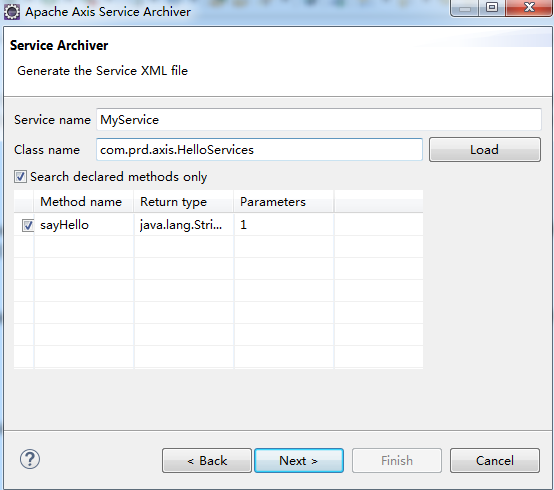 Apache Axis Service Archiver
Service Archiver
Generate the Service XML file
Service name MyService
Class name com.prd.axis.HelloServices Load
Search declared methods only
Method name Return type Parameters
sayHello java.lang.Stri... 1
? < Back Next > Finish Cancel